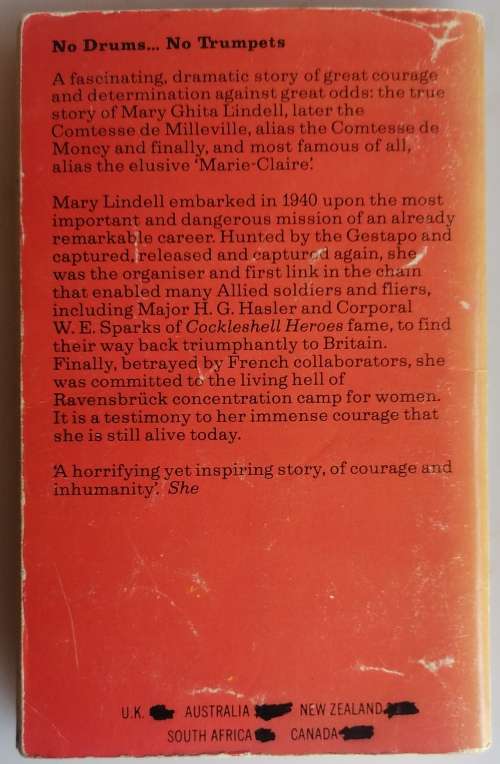 No Drums... No Trumpets
A fascinating, dramatic story of great courage
and determination against great odds: the true
story of Mary Ghita Lindell, later the
Comtesse de Milleville, alias the Comtesse de
Moncy and finally, and most famous of all,
alias the elusive ‘Marie-Claire’.
Mary Lindell embarked in 1940 upon the most
important and dangerous mission of an already
remarkable career. Hunted by the Gestapo and
captured, released and captured again, she
was the organiser and first link in the chain
that enabled many Allied soldiers and fliers,
including Major H. G. Hasler and Corporal
W. E. Sparks of Cockleshell Heroes fame, to find
their way back triumphantly to Britain.
Finally, betrayed by French collaborators, she
was committed to the living hell of
Ravensbrück concentration camp for women.
It is a testimony to her immense courage that
she is still alive today.
‘A horrifying yet inspiring story, of courage and
inhumanity’. She
U.K. AUSTRALIA NEW ZEALAND
SOUTH AFRICA CANADA